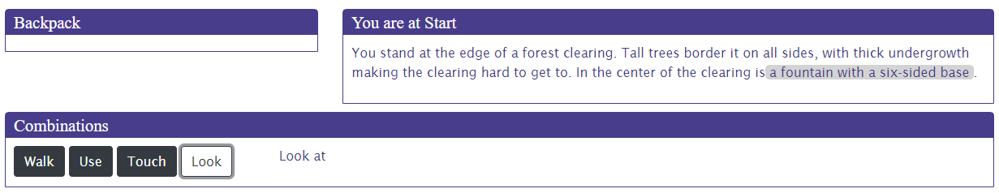 Backpack
You are at Start
You stand at the edge of a forest clearing. Tall trees border it on all sides, with thick undergrowth
making the clearing hard to get to. In the center of the clearing is a fountain with a six-sided base .
Combinations
Walk Use Touch Look Look at